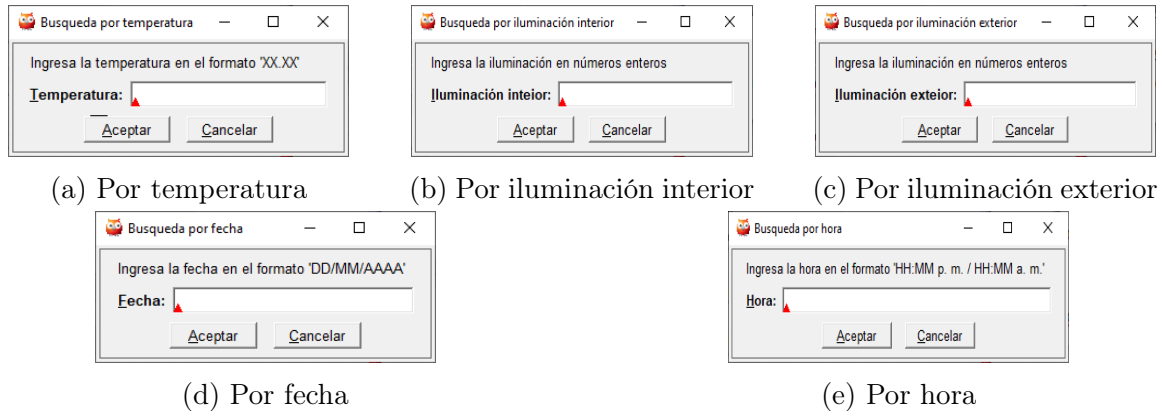 Busqueda por temperatura
Ingresa la temperatura en el formato 'XX.XX'
Temperatura:
Aceptar Cancelar
(a) Por temperatura
Busqueda por iluminación interior
Ingresa la iluminación en números enteros
Iluminación inteior:
Aceptar Cancelar
(b) Por iluminación interior
Busqueda por iluminación exterior
Ingresa la iluminación en números enteros
Iluminación exteior:
Aceptar Cancelar
(c) Por iluminación exterior
Busqueda por fecha
Ingresa la fecha en el formato 'DD/MM/AAAA'
Fecha:
Aceptar Cancelar
(d) Por fecha
Busqueda por hora
Ingresa la hora en el formato 'HH:MM p. m. / HH:MM a. m.'
Hora:
Aceptar Cancelar
(e) Por hora